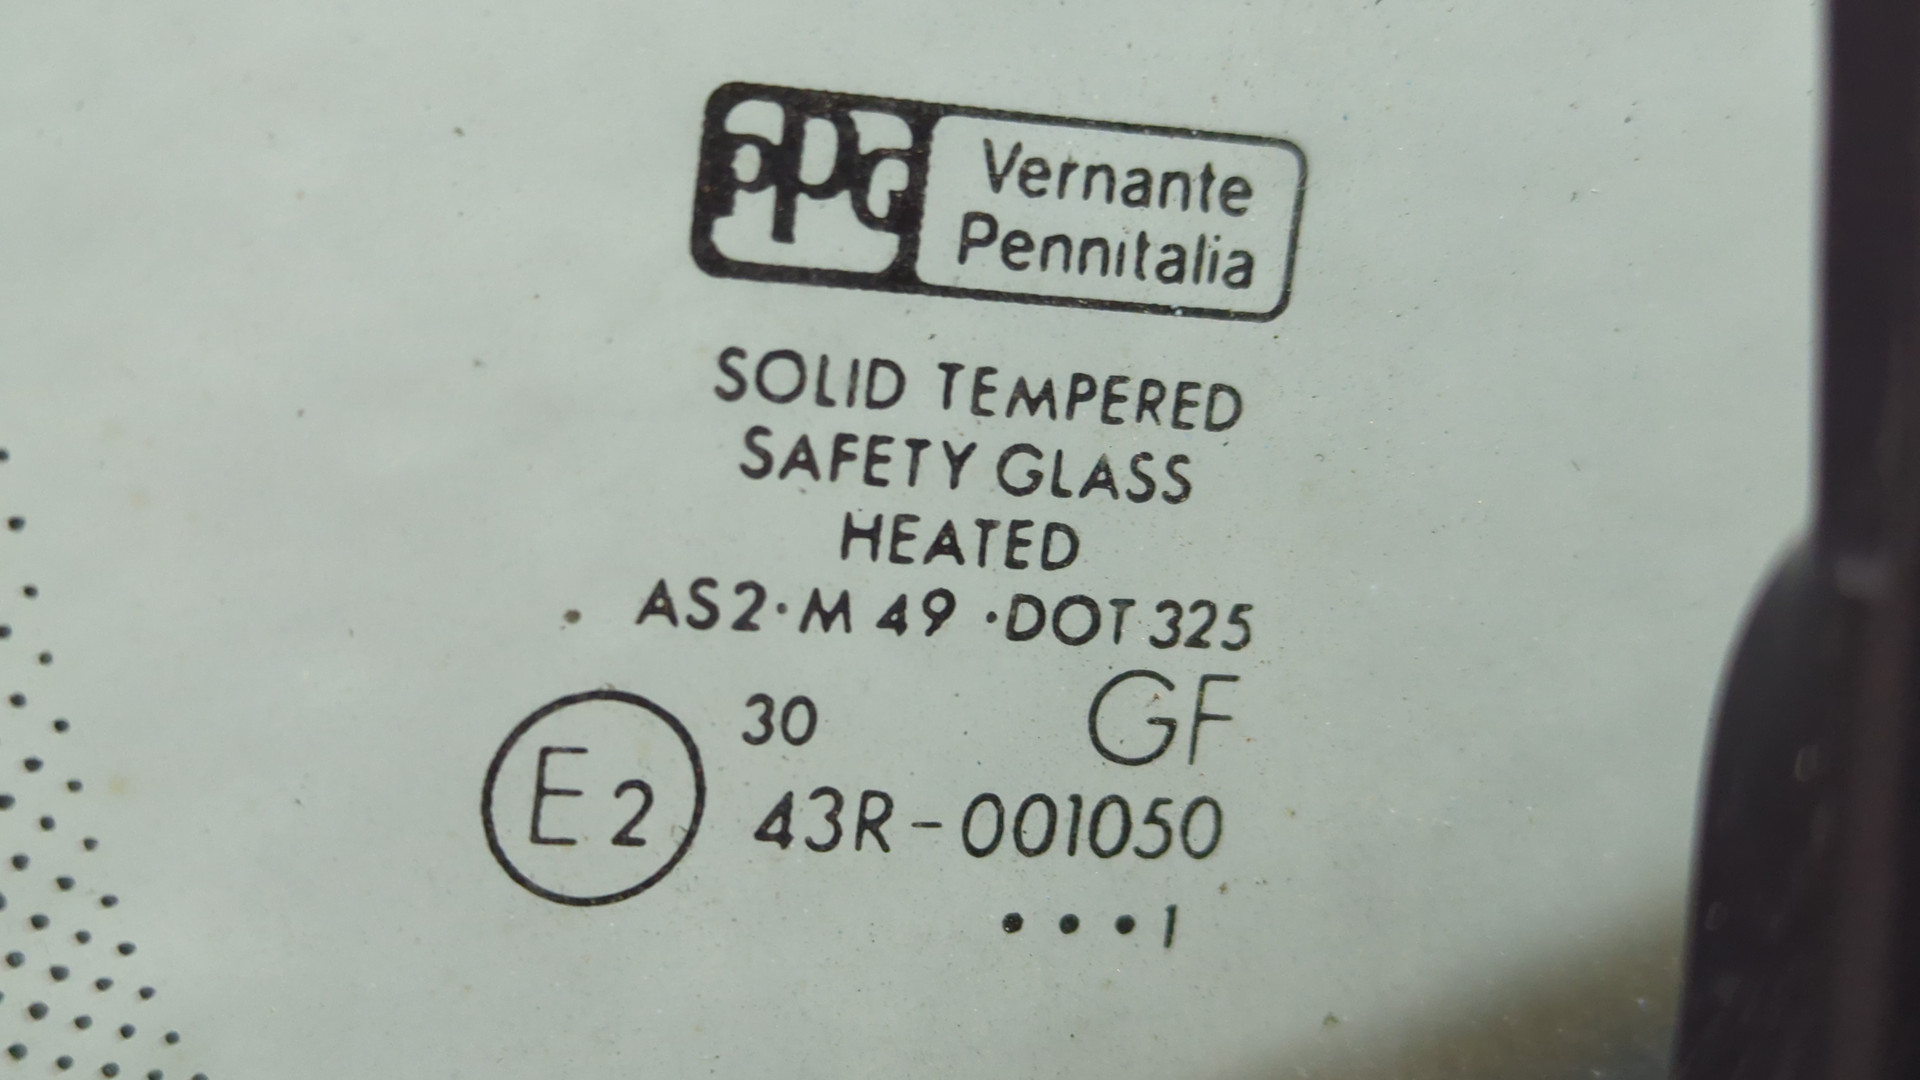 ppg
Vernante
Pennitalia
SOLID TEMPERED
SAFETY GLASS
HEATED
AS2·M 49 ·DOT 325
30 GF
E2 43R-001050
•••1